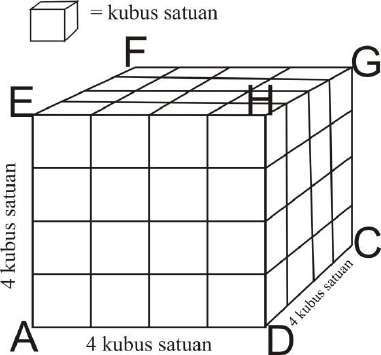 = kubus satuan
F
G
E
H
4 kubus satuan
C
4 kubus satuan
A
4 kubus satuan
D